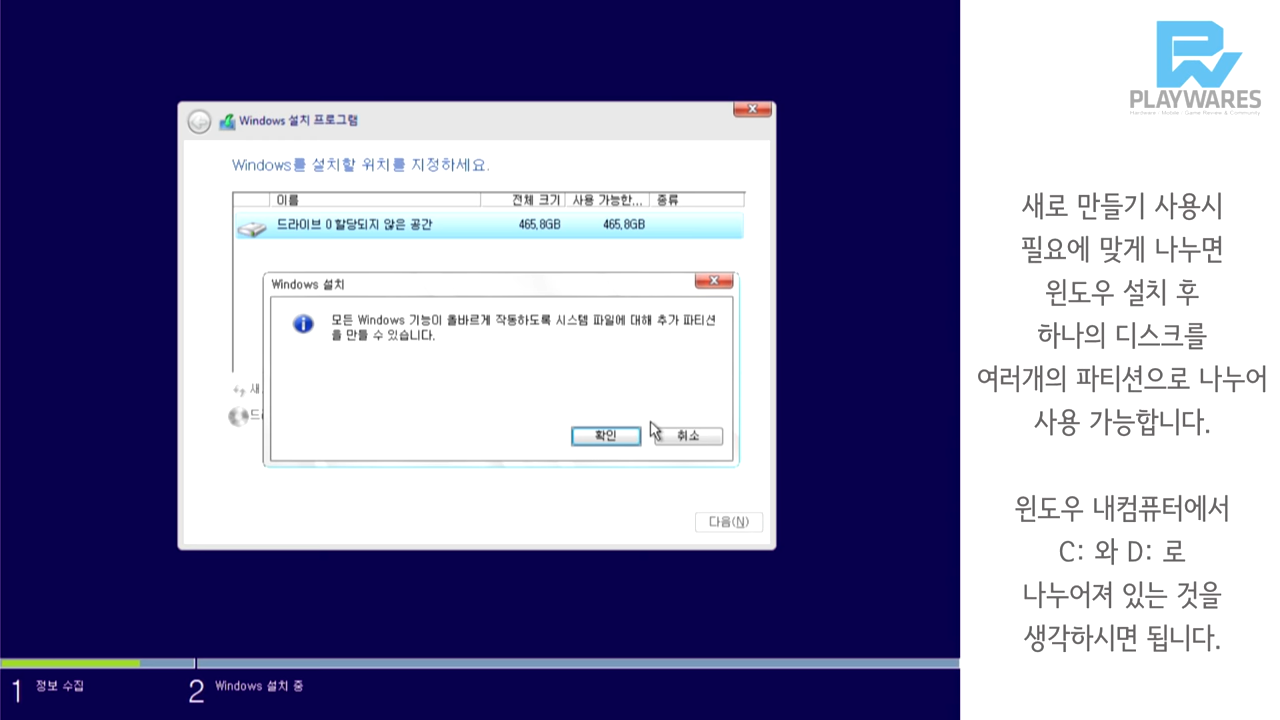 PLAYWARES
Hardware · Mobile · Game Review & Community
Windows 설치 프로그램
Windows를 설치할 위치를 지정하세요.
이름 전체 크기 사용 가능한... 종류
드라이브 0 할당되지 않은 공간 465.8GB 465.8GB
Windows 설치
모든 Windows 기능이 올바르게 작동하도록 시스템 파일에 대해 추가 파티션
을 만들 수 있습니다.
확인 취소
다음(N)
1 정보 수집 2 Windows 설치 중
새로 만들기 사용시
필요에 맞게 나누면
윈도우 설치 후
하나의 디스크를
여러개의 파티션으로 나누어
사용 가능합니다.
윈도우 내컴퓨터에서
C: 와 D: 로
나누어져 있는 것을
생각하시면 됩니다.